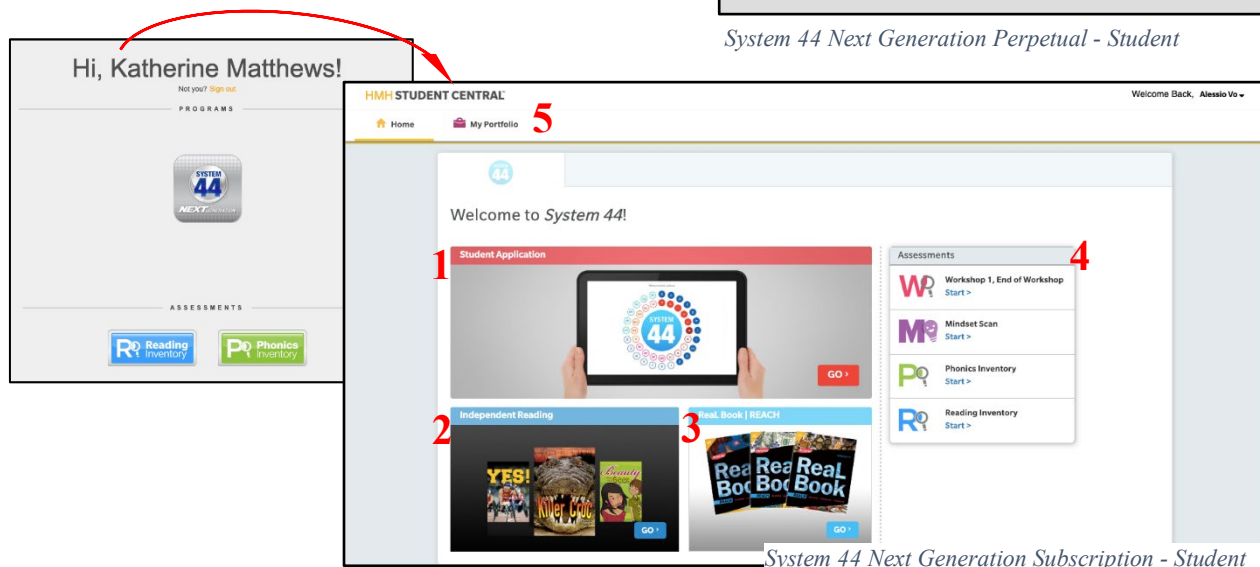 System 44 Next Generation Perpetual - Student
Hi, Katherine Matthews!
Not you? Sign out
PROGRAMS
SYSTEM
44
NEXT GENERATION
ASSESSMENTS
Reading Inventory
Phonics Inventory
HMH STUDENT CENTRAL
Welcome Back, Alessio Vo
Home My Portfolio 5
44
Welcome to System 44!
1 Student Application
SYSTEM
44
GO >
2 Independent Reading
YES!
Killer Croc
Beauty
GO >
3 ReaL Book | REACH
ReaL Book
GO >
Assessments 4
Workshop 1, End of Workshop
Start >
Mindset Scan
Start >
Phonics Inventory
Start >
Reading Inventory
Start >
System 44 Next Generation Subscription - Student